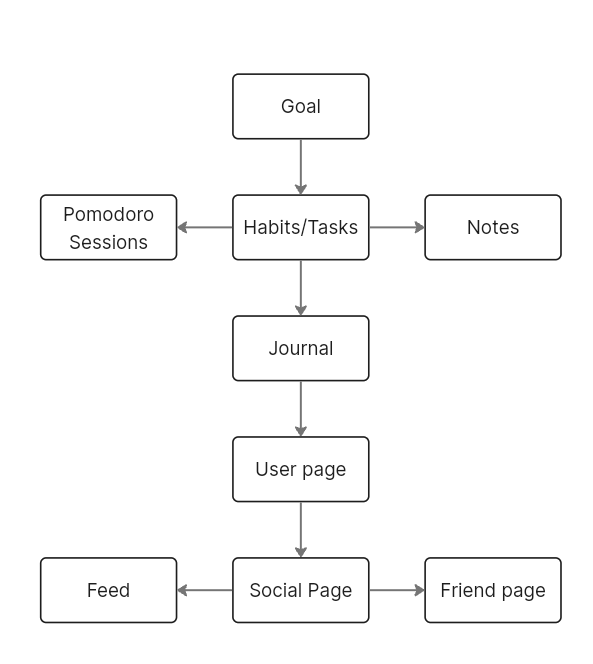 Goal
Pomodoro
Sessions
Habits/Tasks
Notes
Journal
User page
Feed
Social Page
Friend page